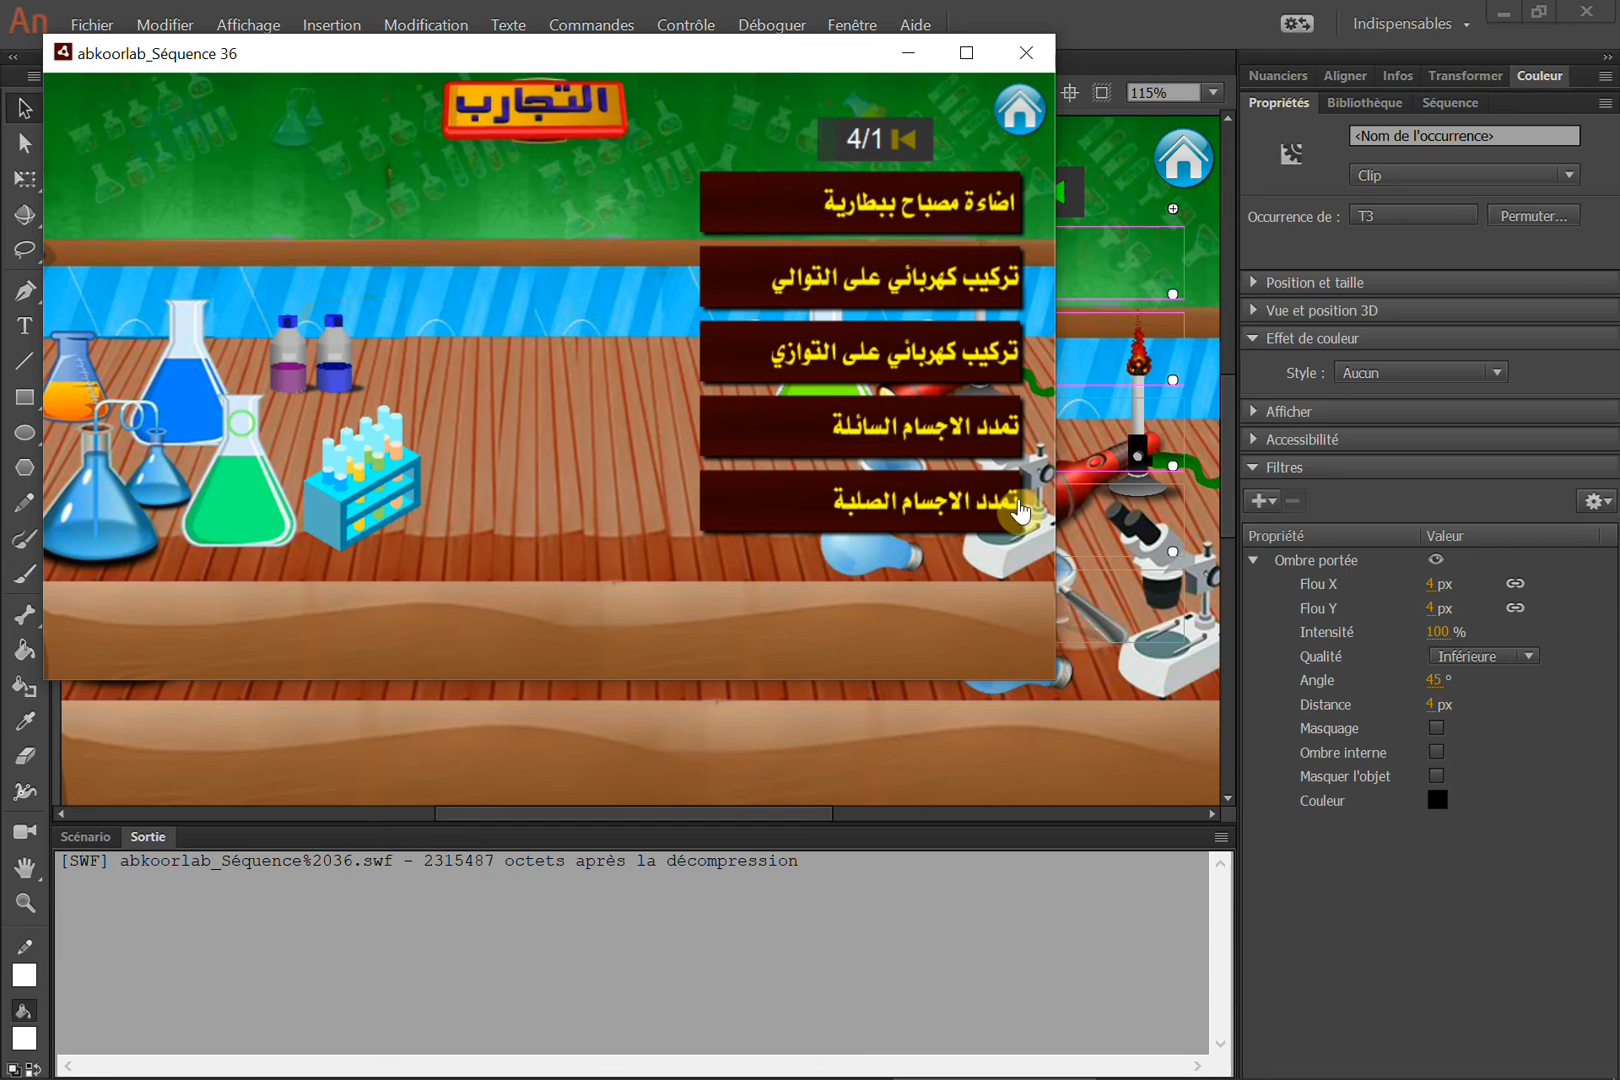 An Fichier Modifier Affichage Insertion Modification Texte Commandes Contrôle Déboguer Fenêtre Aide Indispensables
abkoorlab_Séquence 36
التجارب
4/1
اضاءة مصباح ببطارية
تركيب كهربائي على التوالي
تركيب كهربائي على التوازي
تمدد الاجسام السائلة
تمدد الاجسام الصلبة
115%
Nuanciers Aligner Infos Transformer Couleur
Propriétés Bibliothèque Séquence
<Nom de l'occurrence>
Clip
Occurrence de : T3 Permuter...
Position et taille
Vue et position 3D
Effet de couleur
Style : Aucun
Afficher
Accessibilité
Filtres
Propriété Valeur
Ombre portée
Flou X 4 px
Flou Y 4 px
Intensité 100 %
Qualité Inférieure
Angle 45 °
Distance 4 px
Masquage
Ombre interne
Masquer l'objet
Couleur
Scénario Sortie
[SWF] abkoorlab_Séquence%2036.swf - 2315487 octets après la décompression